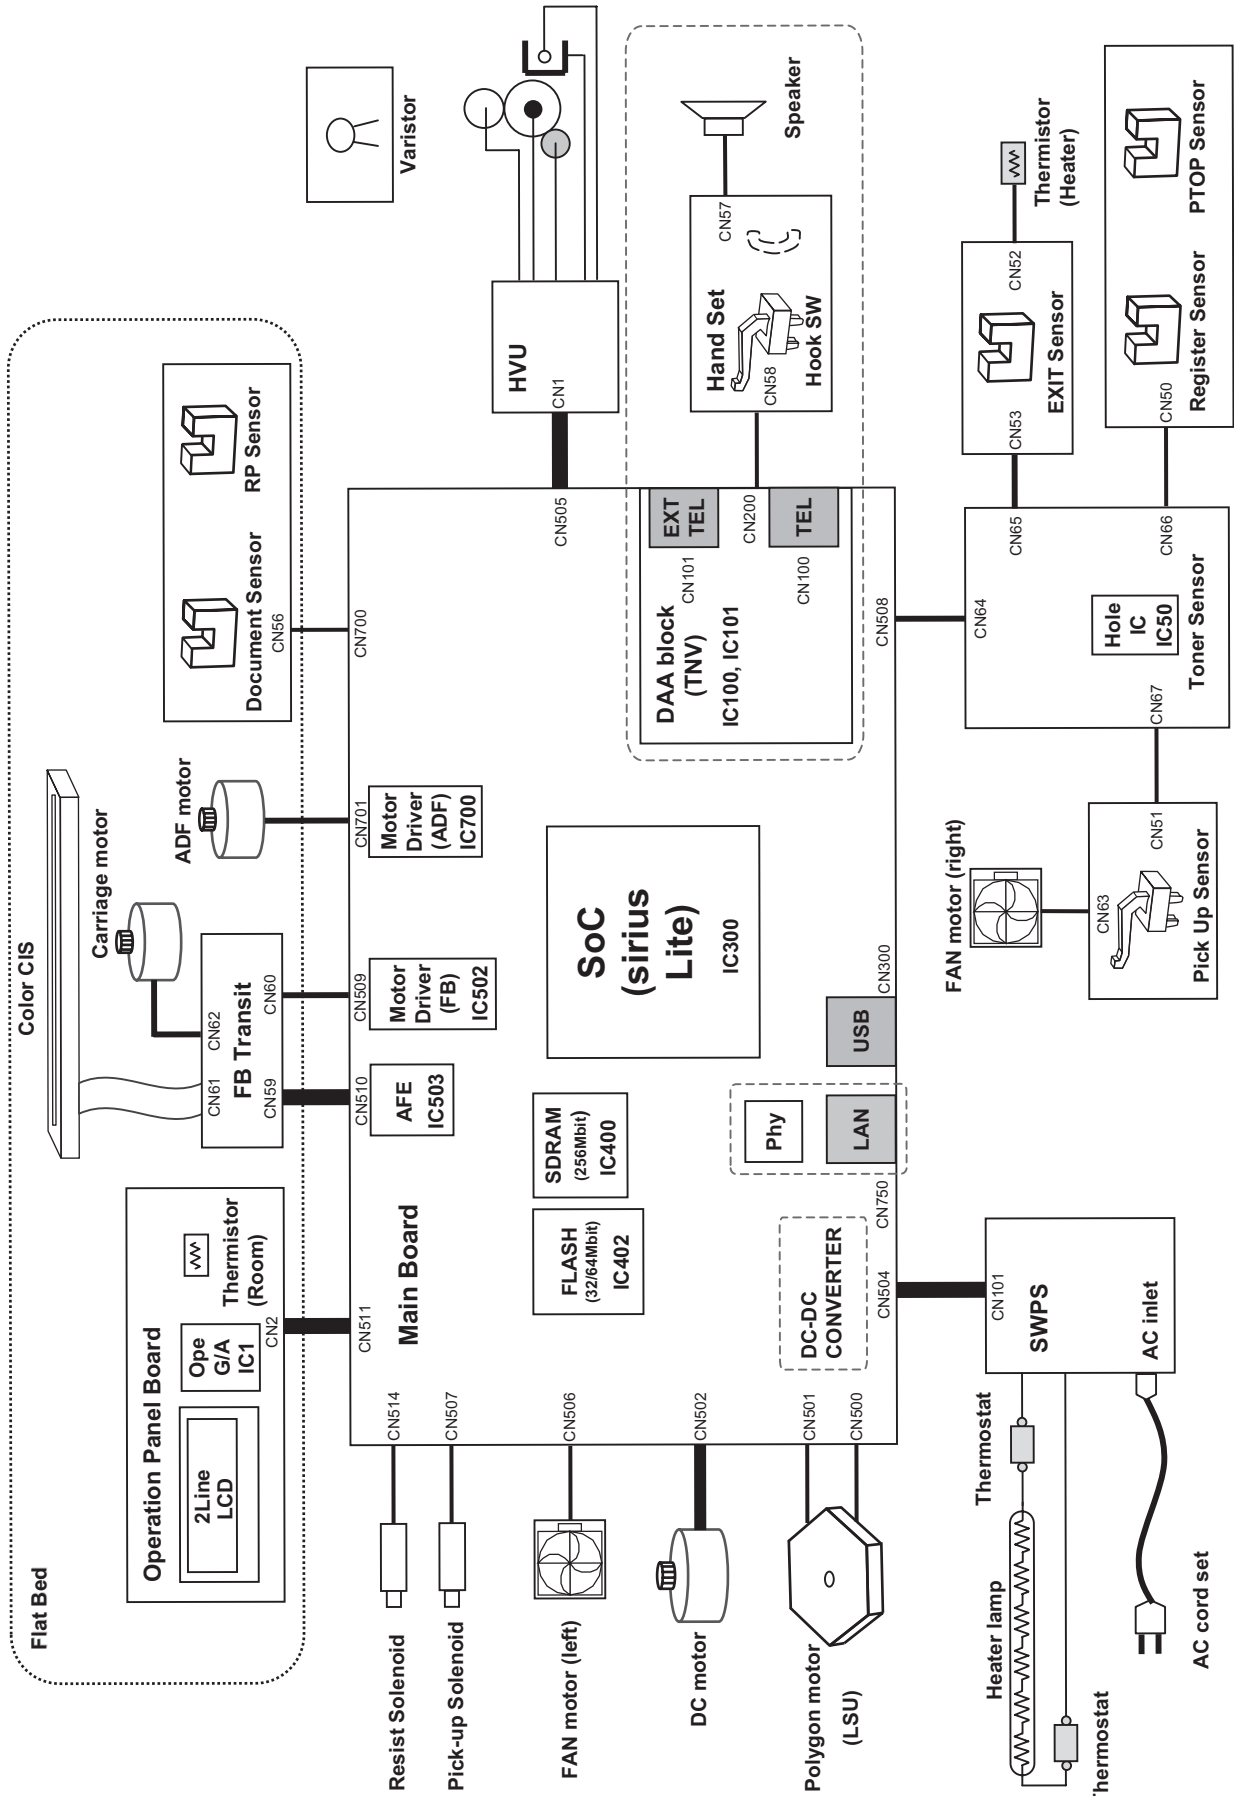 Flat Bed
Operation Panel Board
2Line
LCD
Ope
G/A
IC1
Thermistor
(Room)
CN2
Color CIS
Carriage motor
CN61
CN62
FB Transit
CN59
CN60
ADF motor
Document Sensor
RP Sensor
CN56
Varistor
HVU
CN1
Main Board
CN511
CN510
AFE
IC503
CN509
Motor
Driver
(FB)
IC502
CN701
Motor
Driver
(ADF)
IC700
CN700
CN505
CN514
CN507
CN506
CN502
CN501
CN500
Resist Solenoid
Pick-up Solenoid
FAN motor (left)
DC motor
Polygon motor
(LSU)
FLASH
(32/64Mbit)
IC402
SDRAM
(256Mbit)
IC400
SoC
(sirius
Lite)
IC300
DC-DC
CONVERTER
Phy
LAN
USB
CN504
CN750
CN300
CN508
DAA block
(TNV)
IC100, IC101
CN101
EXT
TEL
CN200
CN100
TEL
Hand Set
CN57
CN58
Hook SW
Speaker
Thermostat
Heater lamp
hermostat
CN101
SWPS
AC inlet
AC cord set
FAN motor (right)
CN63
CN51
Pick Up Sensor
CN64
CN65
CN66
CN67
Hole
IC
IC50
Toner Sensor
CN53
CN52
EXIT Sensor
Thermistor
(Heater)
CN50
Register Sensor
PTOP Sensor